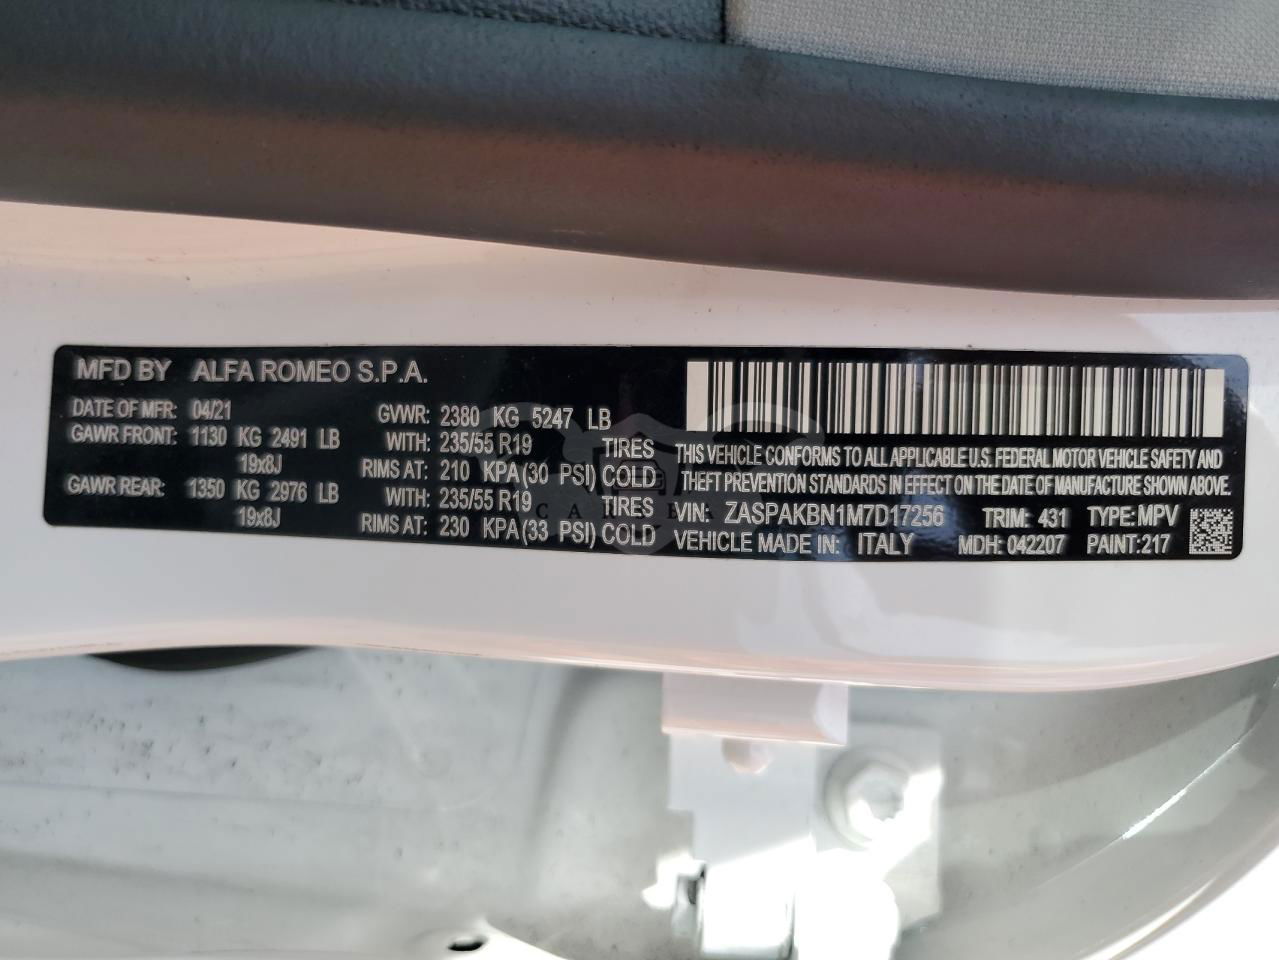 MFD BY ALFA ROMEO S.P.A.
DATE OF MFR: 04/21 GVWR: 2380 KG 5247 LB
GAWR FRONT: 1130 KG 2491 LB WITH: 235/55 R19 TIRES
19x8J RIMS AT: 210 KPA(30 PSI) COLD
GAWR REAR: 1350 KG 2976 LB WITH: 235/55 R19 TIRES
19x8J RIMS AT: 230 KPA(33 PSI) COLD
THIS VEHICLE CONFORMS TO ALL APPLICABLE U.S. FEDERAL MOTOR VEHICLE SAFETY AND
THEFT PREVENTION STANDARDS IN EFFECT ON THE DATE OF MANUFACTURE SHOWN ABOVE.
VIN: ZASPAKBN1M7D17256 TRIM: 431 TYPE:MPV
VEHICLE MADE IN: ITALY MDH: 042207 PAINT:217